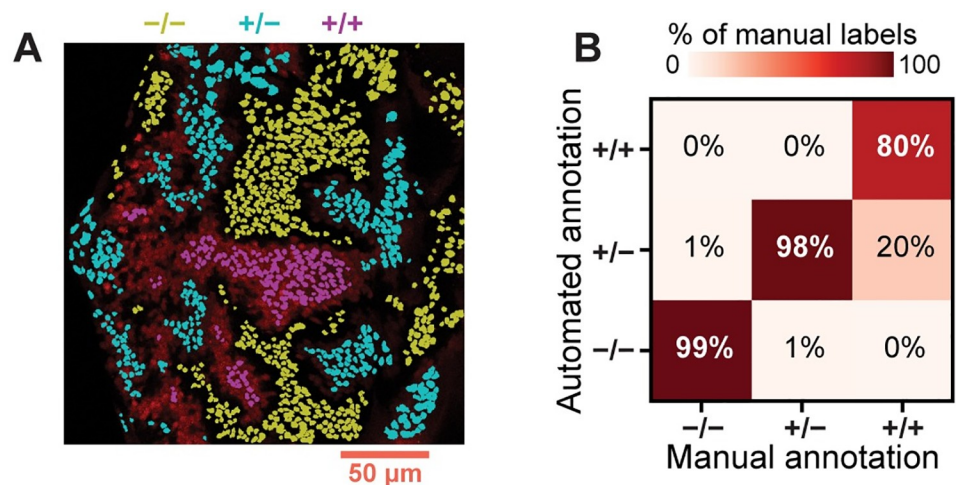 A
−/− +/− +/+
50 µm
B
% of manual labels
0 100
Automated annotation
+/+ 0% 0% 80%
+/− 1% 98% 20%
−/− 99% 1% 0%
−/− +/− +/+
Manual annotation